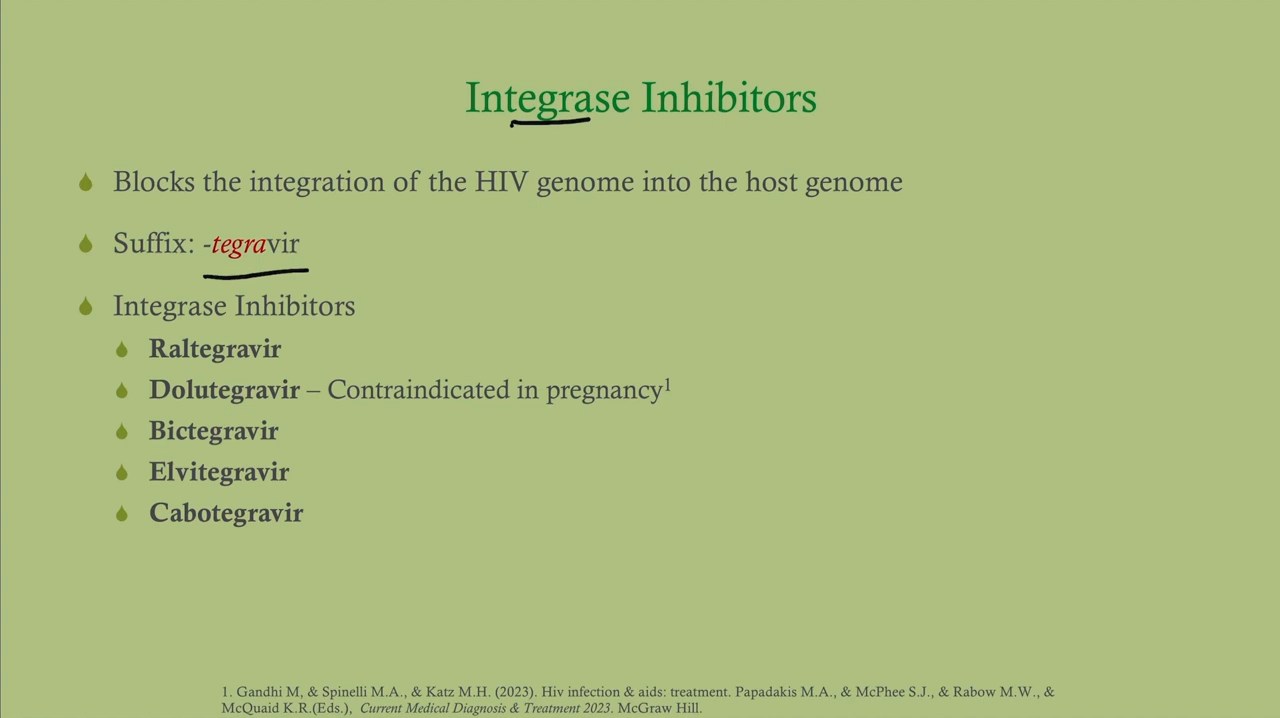 Integrase Inhibitors
Blocks the integration of the HIV genome into the host genome
Suffix: -tegravir
Integrase Inhibitors
Raltegravir
Dolutegravir – Contraindicated in pregnancy¹
Bictegravir
Elvitegravir
Cabotegravir
1. Gandhi M, & Spinelli M.A., & Katz M.H. (2023). Hiv infection & aids: treatment. Papadakis M.A., & McPhee S.J., & Rabow M.W., &
McQuaid K.R.(Eds.), Current Medical Diagnosis & Treatment 2023. McGraw Hill.